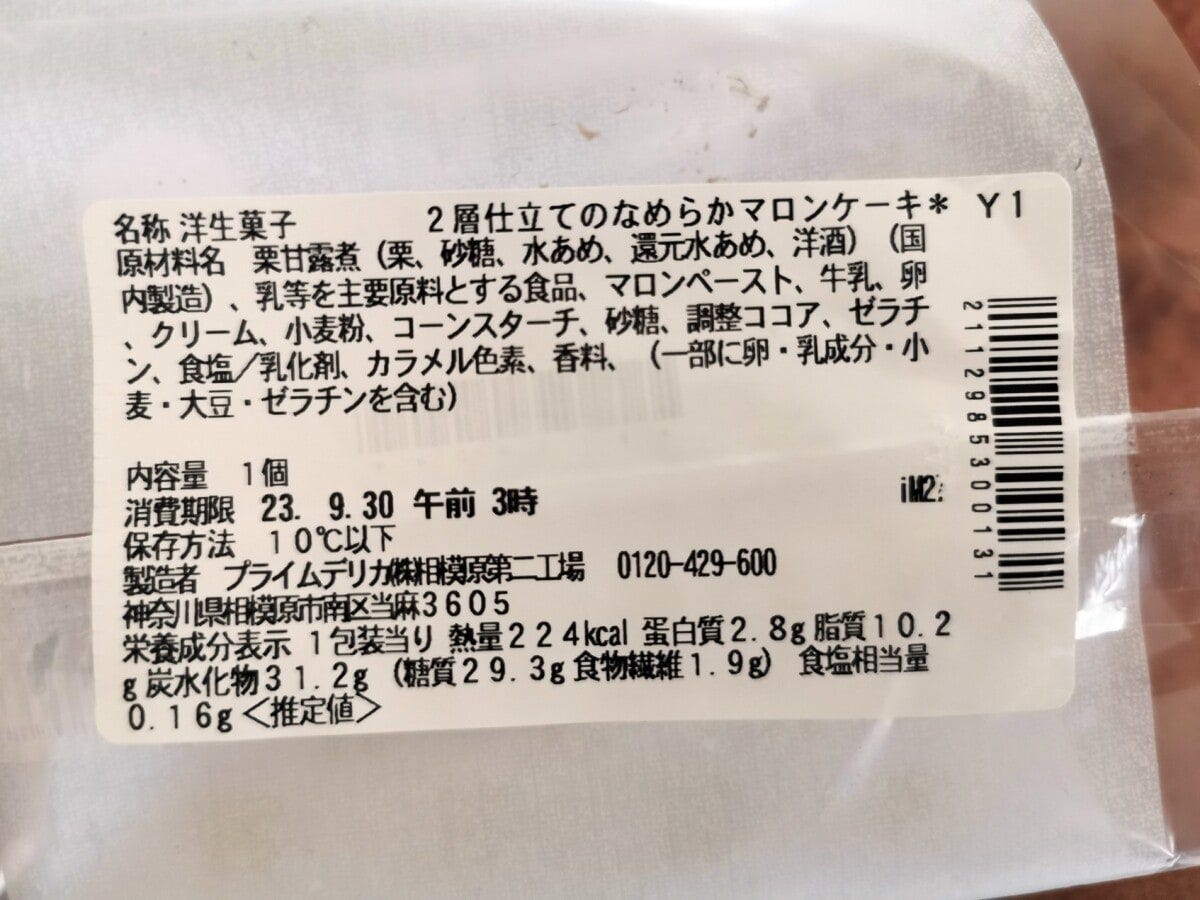 名称 洋生菓子 2層仕立てのなめらかマロンケーキ* Y1
原材料名 栗甘露煮(栗、砂糖、水あめ、還元水あめ、洋酒)(国
内製造)、乳等を主要原料とする食品、マロンペースト、牛乳、卵
、クリーム、小麦粉、コーンスターチ、砂糖、調整ココア、ゼラチ
ン、食塩/乳化剤、カラメル色素、香料、(一部に卵・乳成分・小
麦・大豆・ゼラチンを含む)
内容量 1個
消費期限 23. 9.30 午前 3時
iM2
保存方法 10℃以下
製造者 プライムデリカ㈱相模原第二工場 0120-429-600
神奈川県相模原市南区当麻3605
栄養成分表示 1包装当り 熱量224kcal 蛋白質2.8g 脂質10.2
g 炭水化物31.2g (糖質29.3g 食物繊維1.9g) 食塩相当量
0.16g <推定値>
2112985300131